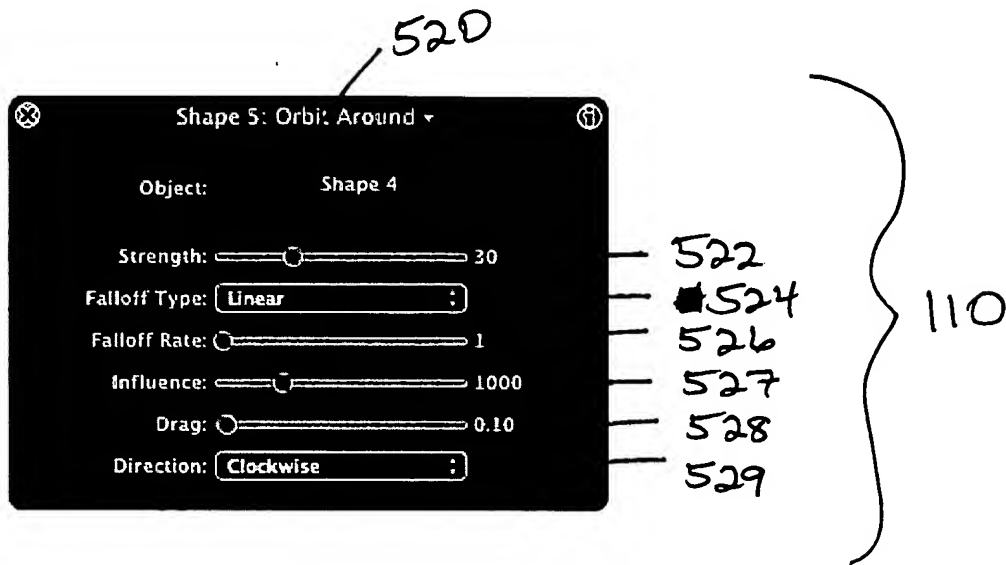 520
Shape 5: Orbit Around
Object: Shape 4
Strength: 30 522
Falloff Type: Linear 524
Falloff Rate: 1 526
Influence: 1000 527
Drag: 0.10 528
Direction: Clockwise 529
110